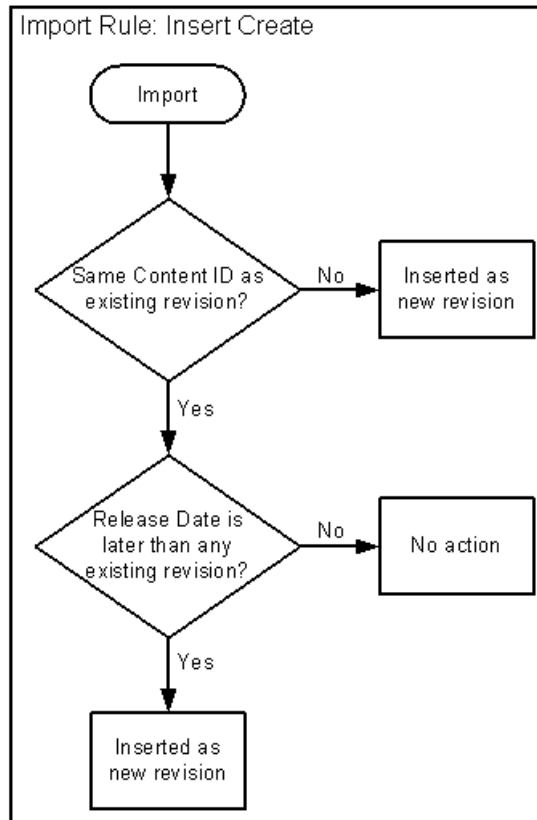 Import Rule: Insert Create
Import
Same Content ID as
existing revision?
No
Inserted as
new revision
Yes
Release Date is
later than any
existing revision?
No
No action
Yes
Inserted as
new revision